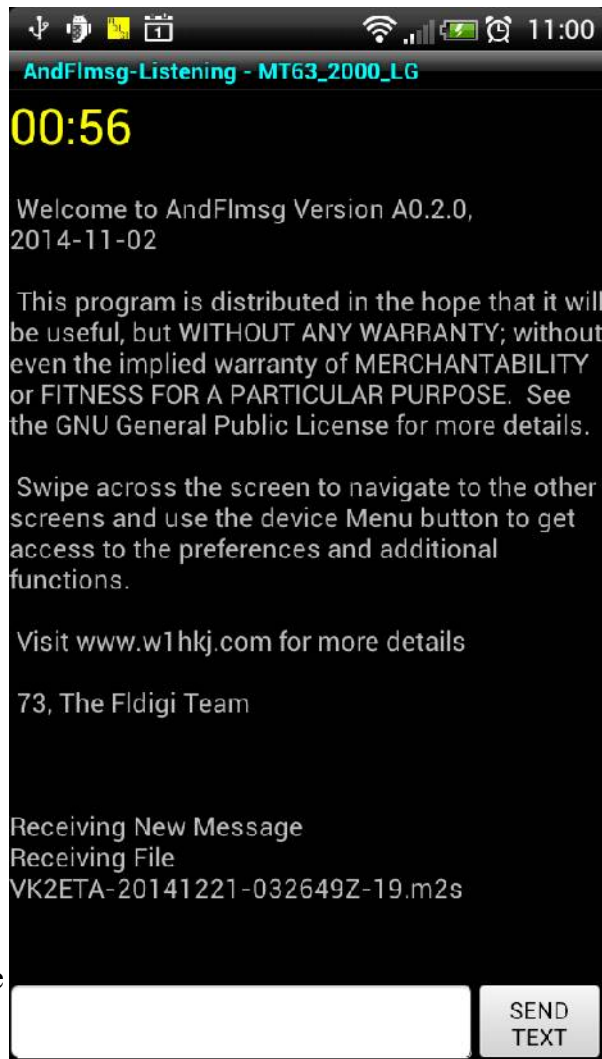 11:00
AndFlmsg-Listening - MT63_2000_LG
00:56
Welcome to AndFlmsg Version A0.2.0,
2014-11-02
This program is distributed in the hope that it will
be useful, but WITHOUT ANY WARRANTY; without
even the implied warranty of MERCHANTABILITY
or FITNESS FOR A PARTICULAR PURPOSE.  See
the GNU General Public License for more details.
Swipe across the screen to navigate to the other
screens and use the device Menu button to get
access to the preferences and additional
functions.
Visit www.w1hkj.com for more details
73, The Fldigi Team
Receiving New Message
Receiving File
VK2ETA-20141221-032649Z-19.m2s
e
SEND
TEXT